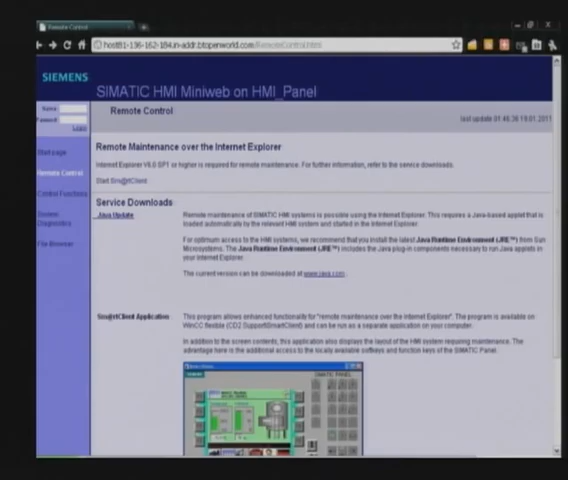 Remote Control
host81-136-162-184.in-addr.btopenworld.com/RemoteControl.html
SIEMENS
SIMATIC HMI Miniweb on HMI_Panel
Name:
Password:
Login
Remote Control
last update 01:46:36 19.01.2011
Start page
Remote Control
Control Functions
System
Diagnostics
File Browser
Remote Maintenance over the Internet Explorer
Internet Explorer V6.0 SP1 or higher is required for remote maintenance. For further information, refer to the service downloads.
Start Sm@rtClient
Service Downloads
Java Update
Remote maintenance of SIMATIC HMI systems is possible using the Internet Explorer. This requires a Java-based applet that is
loaded automatically by the relevant HMI system and started in the Internet Explorer.
For optimum access to the HMI systems, we recommend that you install the latest Java Runtime Environment (JRE™) from Sun
Microsystems. The Java Runtime Environment (JRE™) includes the Java plug-in components necessary to run Java applets in
your Internet Explorer.
The current version can be downloaded at www.java.com.
Sm@rtClient Application
This program allows enhanced functionality for "remote maintenance over the Internet Explorer". The program is available on
WinCC flexible (CD2:Support\SmartClient) and can be run as a separate application on your computer.
In addition to the screen contents, this application also displays the layout of the HMI system requiring maintenance. The
advantage here is the additional access to the locally available softkeys and function keys of the SIMATIC Panel.
SIMATIC PANEL